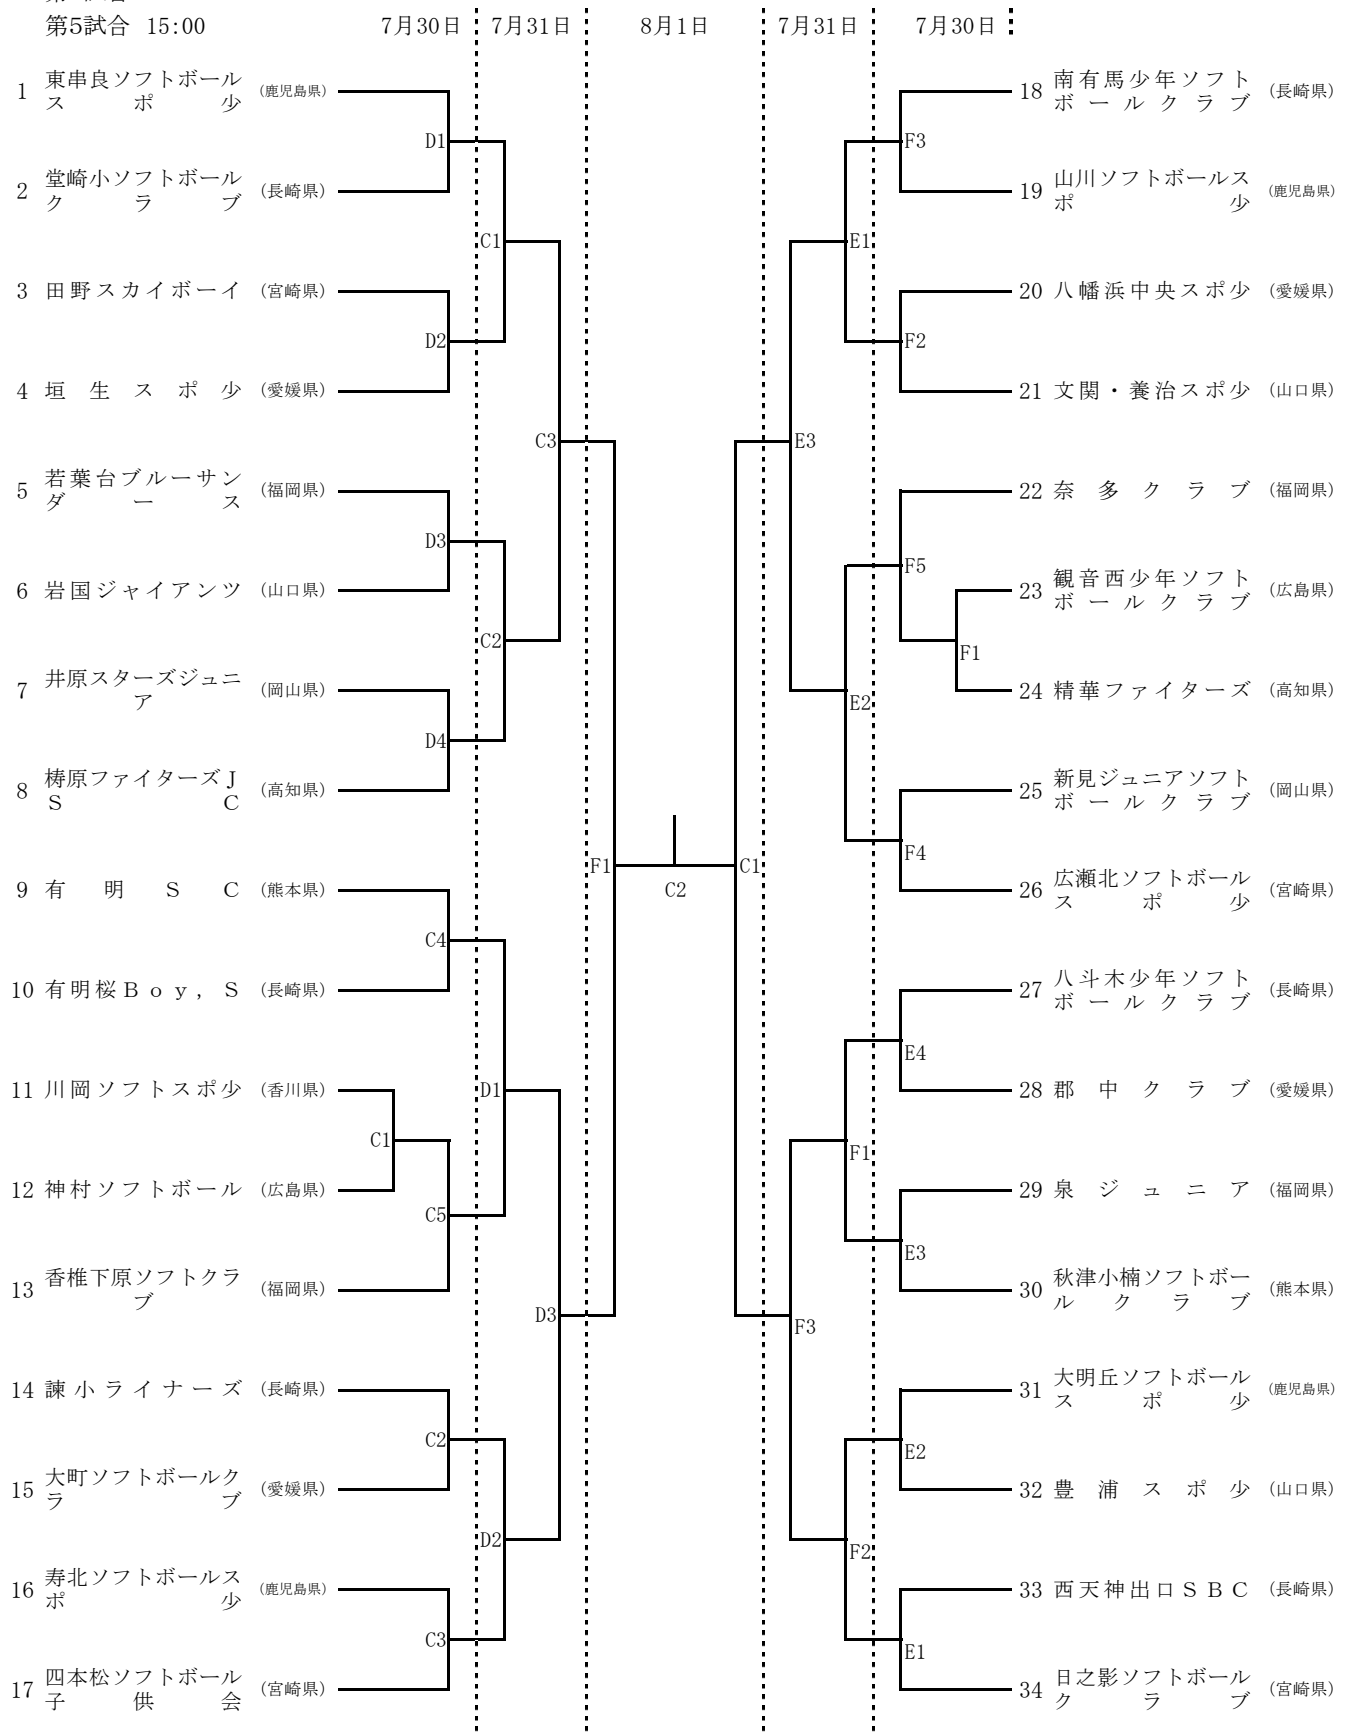 第5試合 15:00
7月30日 7月31日 8月1日 7月31日 7月30日
1 東串良ソフトボール
スポ少 (鹿児島県)
D1
2 堂崎小ソフトボール
クラブ (長崎県)
C1
3 田野スカイボーイ (宮崎県)
D2
4 垣生スポ少 (愛媛県)
C3
5 若葉台ブルーサン
ダース (福岡県)
D3
6 岩国ジャイアンツ (山口県)
C2
7 井原スターズジュニ
ア (岡山県)
D4
8 梼原ファイターズJ
SC (高知県)
F1
9 有明SC (熊本県)
C4
10 有明桜Boy,S (長崎県)
D1
11 川岡ソフトスポ少 (香川県)
C1
12 神村ソフトボール (広島県)
C5
13 香椎下原ソフトクラ
ブ (福岡県)
D3
14 諫小ライナーズ (長崎県)
C2
15 大町ソフトボールク
ラブ (愛媛県)
D2
16 寿北ソフトボールス
ポ少 (鹿児島県)
C3
17 四本松ソフトボール
子供会 (宮崎県)
C2
C1
18 南有馬少年ソフト
ボールクラブ (長崎県)
F3
19 山川ソフトボールス
ポ少 (鹿児島県)
E1
20 八幡浜中央スポ少 (愛媛県)
F2
21 文関・養治スポ少 (山口県)
E3
22 奈多クラブ (福岡県)
F5
23 観音西少年ソフト
ボールクラブ (広島県)
F1
24 精華ファイターズ (高知県)
E2
25 新見ジュニアソフト
ボールクラブ (岡山県)
F4
26 広瀬北ソフトボール
スポ少 (宮崎県)
27 八斗木少年ソフト
ボールクラブ (長崎県)
E4
28 郡中クラブ (愛媛県)
F1
29 泉ジュニア (福岡県)
E3
30 秋津小楠ソフトボー
ルクラブ (熊本県)
F3
31 大明丘ソフトボール
スポ少 (鹿児島県)
E2
32 豊浦スポ少 (山口県)
F2
33 西天神出口SBC (長崎県)
E1
34 日之影ソフトボール
クラブ (宮崎県)